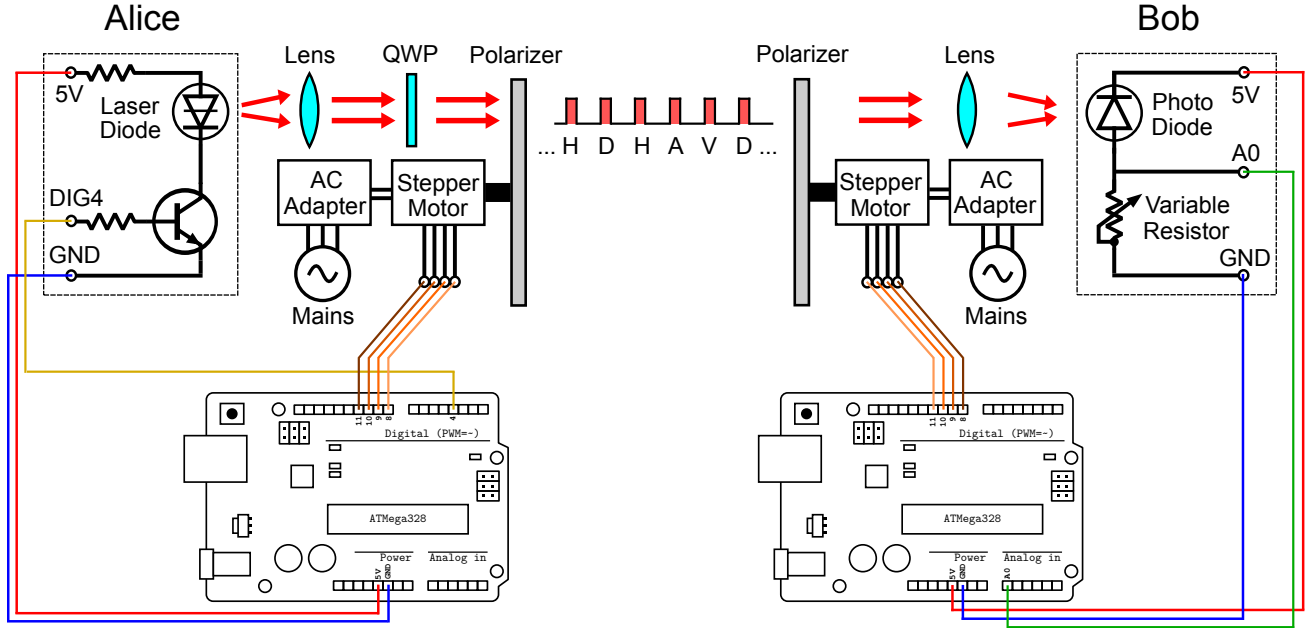 Alice
Bob
Lens
QWP
Polarizer
Polarizer
Lens
5V
Laser
Diode
DIG4
GND
AC
Adapter
Stepper
Motor
Mains
... H D H A V D ...
Stepper
Motor
AC
Adapter
Mains
Photo
Diode
5V
A0
Variable
Resistor
GND
11 10 9 8 4
Digital (PWM=~)
ATMega328
Power
Analog in
5V GND
11 10 9 8
Digital (PWM=~)
ATMega328
Power
Analog in
5V GND A0